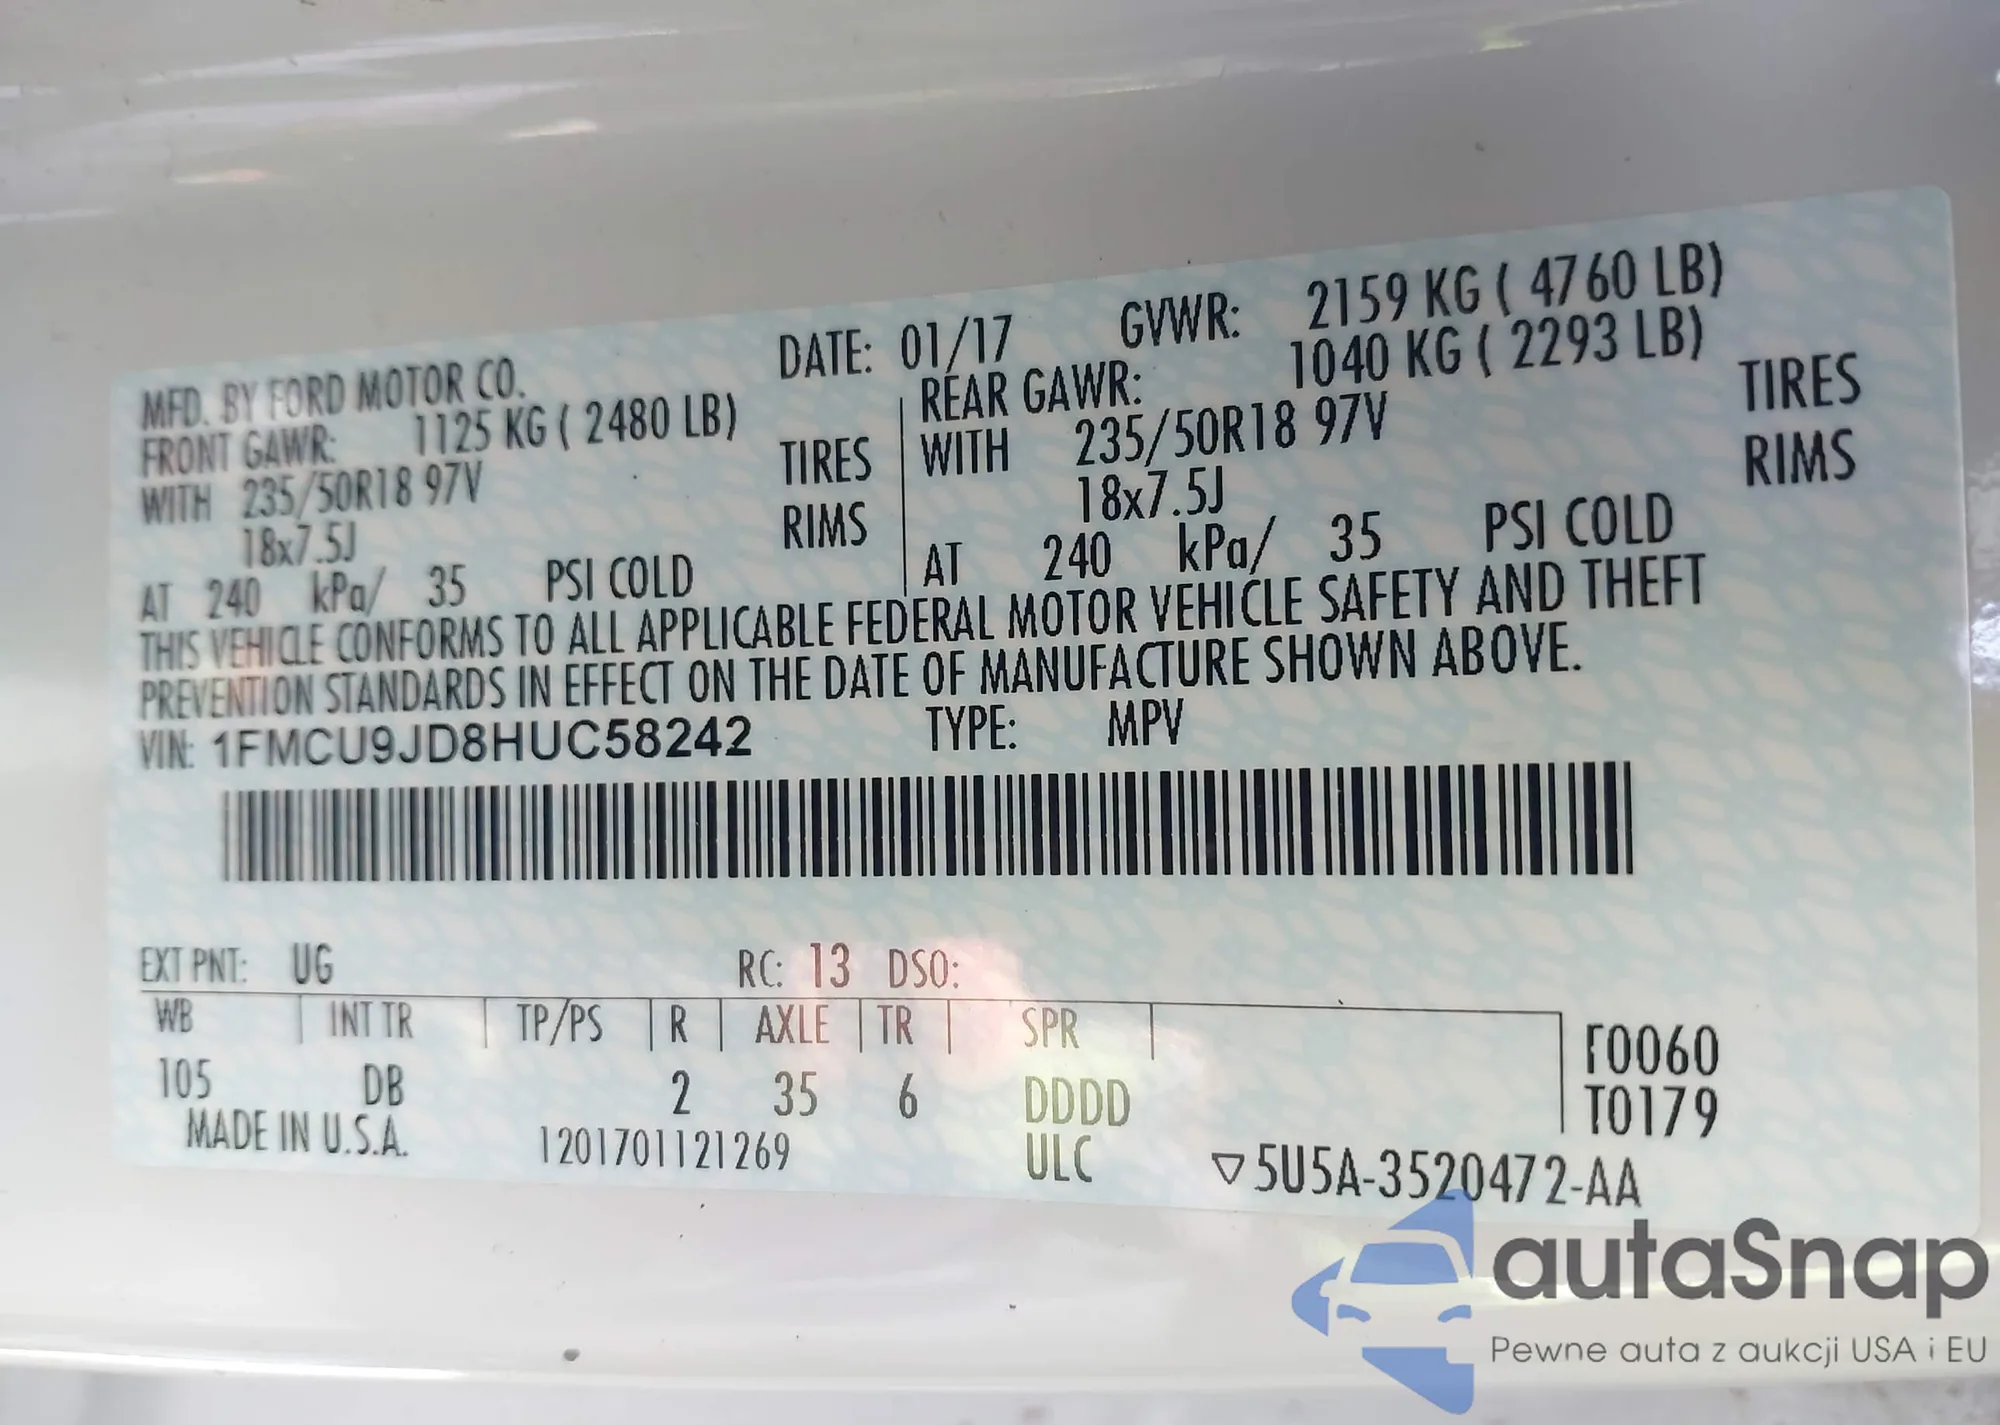 MFD. BY FORD MOTOR CO. DATE: 01/17 GVWR: 2159 KG ( 4760 LB)
FRONT GAWR: 1125 KG ( 2480 LB) REAR GAWR: 1040 KG ( 2293 LB)
WITH 235/50R18 97V TIRES WITH 235/50R18 97V TIRES
18x7.5J RIMS 18x7.5J RIMS
AT 240 kPa/ 35 PSI COLD AT 240 kPa/ 35 PSI COLD
THIS VEHICLE CONFORMS TO ALL APPLICABLE FEDERAL MOTOR VEHICLE SAFETY AND THEFT
PREVENTION STANDARDS IN EFFECT ON THE DATE OF MANUFACTURE SHOWN ABOVE.
VIN: 1FMCU9JD8HUC58242 TYPE: MPV
EXT PNT: UG RC: 13 DSO:
WB INT TR TP/PS R AXLE TR SPR
105 DB 2 35 6 DDDD
MADE IN U.S.A. 1201701121269 ULC
T0179
▽5U5A-3520472-AA
autaSnap
Pewne auta z aukcji USA i EU